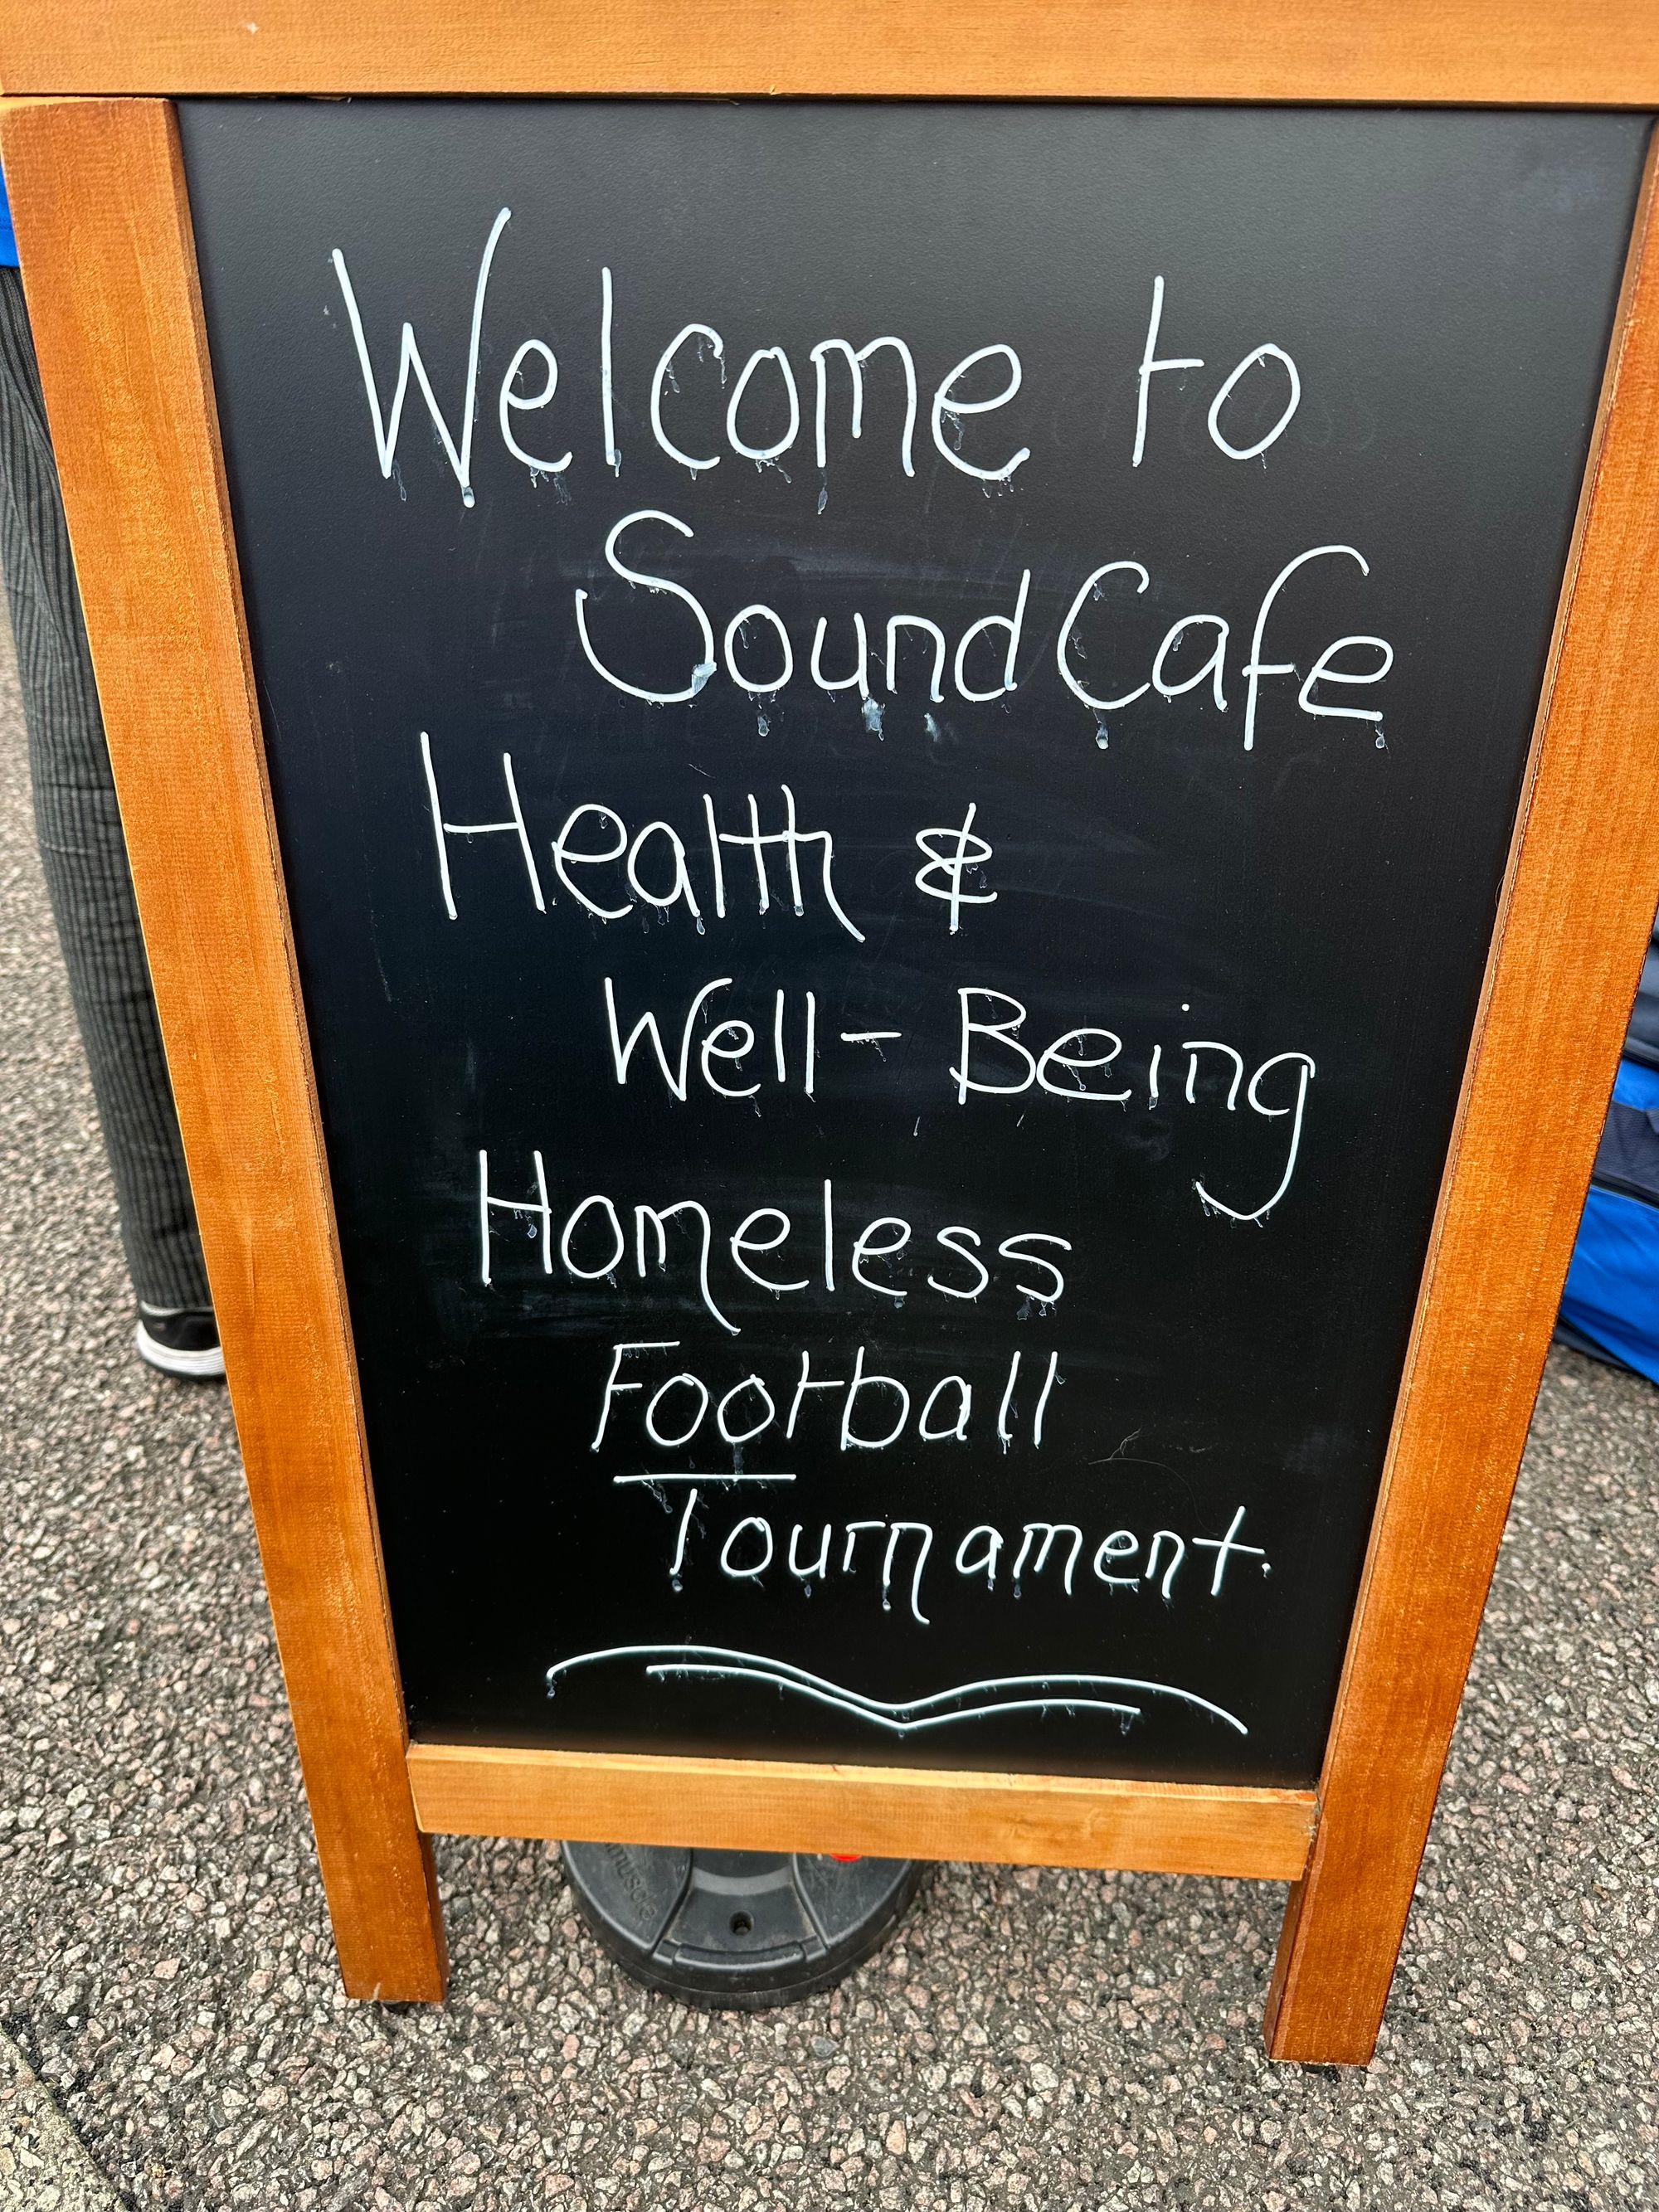 Welcome to
Sound Cafe
Health &
Well-Being
Homeless
Football
Tournament.